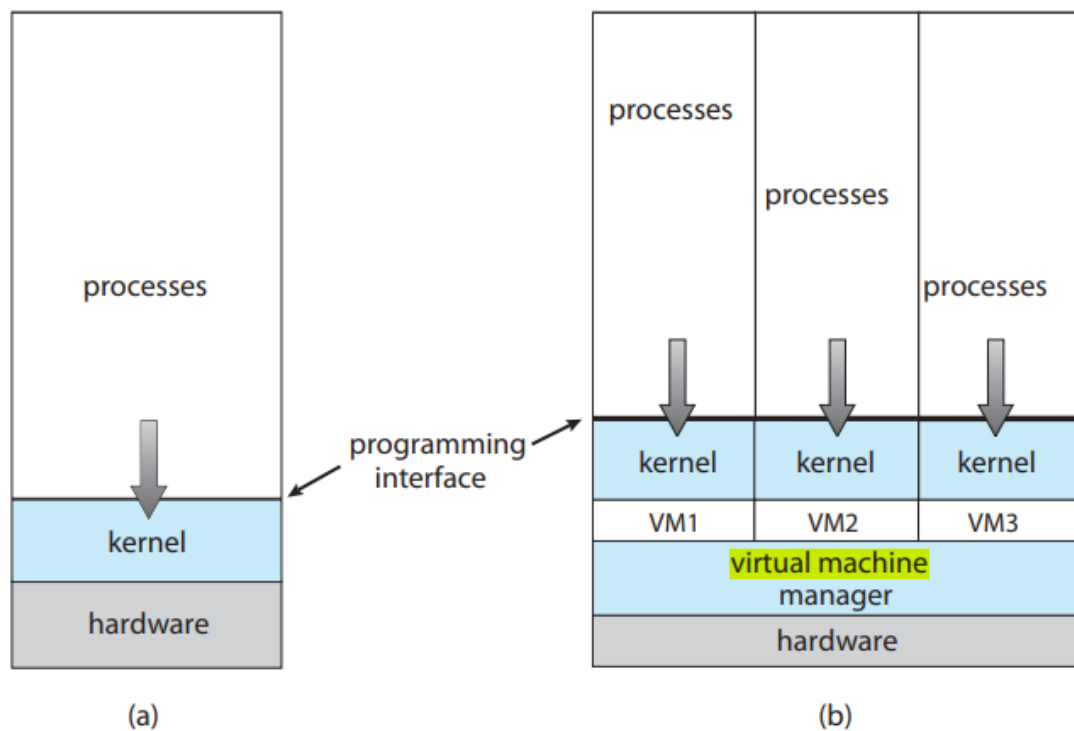 processes
kernel
hardware
(a)
programming
interface
processes
processes
processes
kernel
kernel
kernel
VM1
VM2
VM3
virtual machine
manager
hardware
(b)